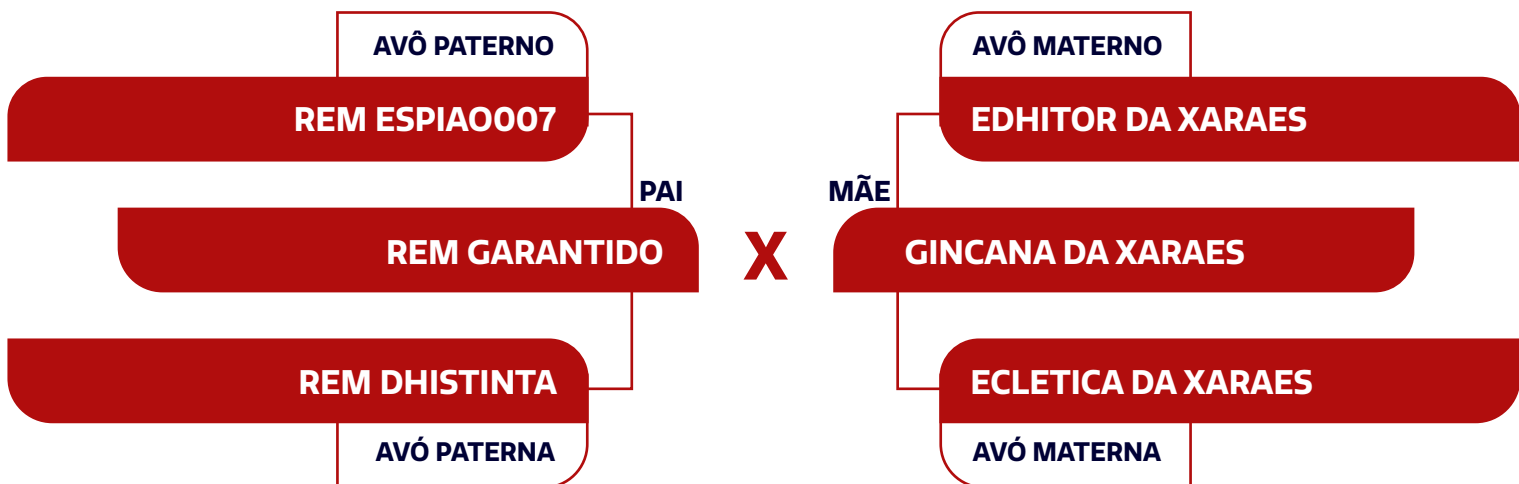 AVÔ PATERNO
REM ESPIAO007
PAI
REM GARANTIDO
REM DHISTINTA
AVÓ PATERNA
X
AVÔ MATERNO
EDHITOR DA XARAES
MÃE
GINCANA DA XARAES
ECLETICA DA XARAES
AVÓ MATERNA